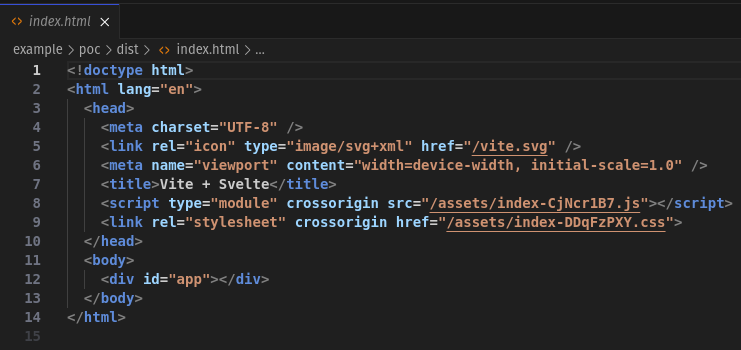 <> index.html ×
example > poc > dist > <> index.html > ...
1 <!doctype html>
2 <html lang="en">
3   <head>
4     <meta charset="UTF-8" />
5     <link rel="icon" type="image/svg+xml" href="/vite.svg" />
6     <meta name="viewport" content="width=device-width, initial-scale=1.0" />
7     <title>Vite + Svelte</title>
8     <script type="module" crossorigin src="/assets/index-CjNcr1B7.js"></script>
9     <link rel="stylesheet" crossorigin href="/assets/index-DDqFzPXY.css">
10   </head>
11   <body>
12     <div id="app"></div>
13   </body>
14 </html>
15